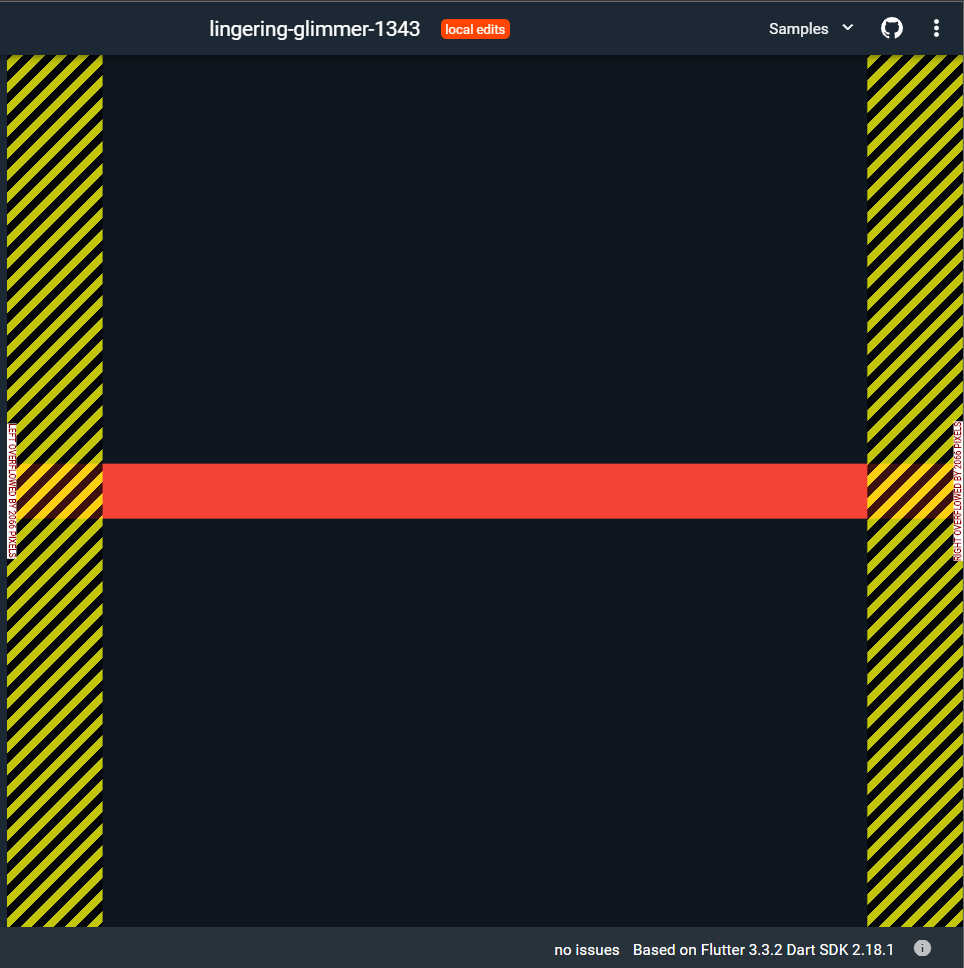 lingering-glimmer-1343 local edits Samples
LEFT OVERFLOWED BY 2066 PIXELS
RIGHT OVERFLOWED BY 2066 PIXELS
no issues Based on Flutter 3.3.2 Dart SDK 2.18.1